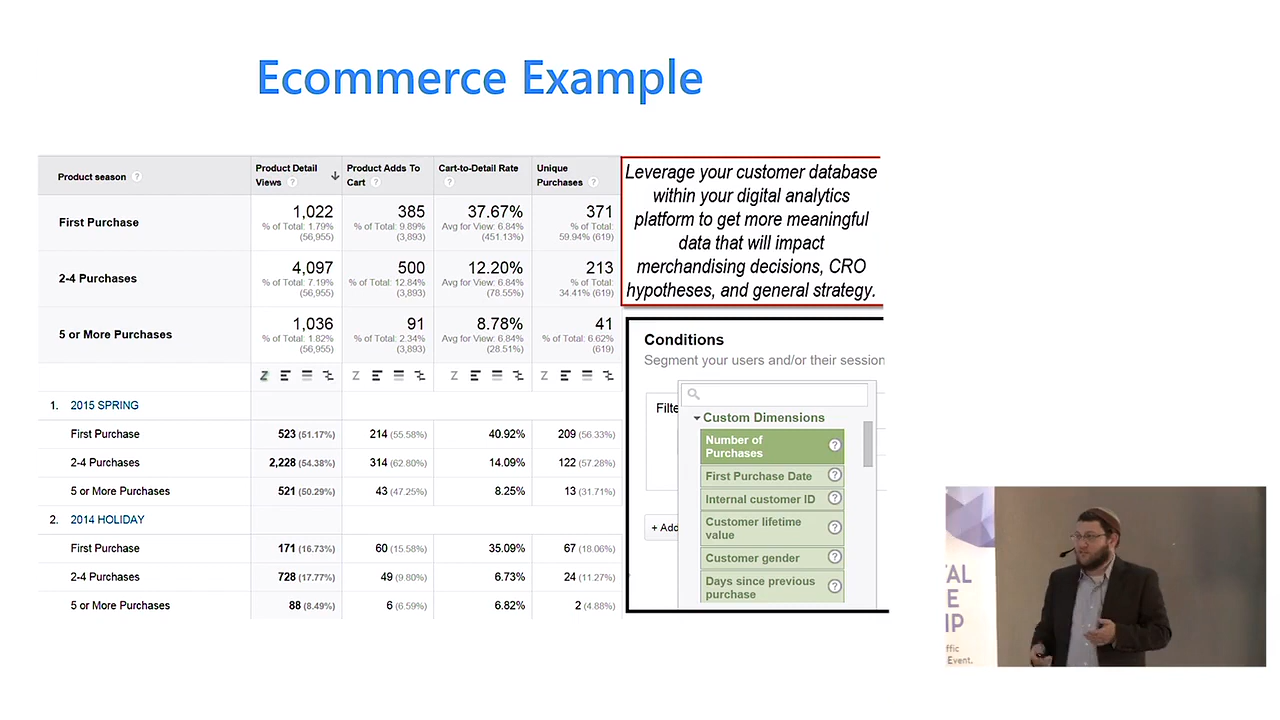 Ecommerce Example
Product season ?
Product Detail
Views ?
Product Adds To
Cart ?
Cart-to-Detail Rate
?
Unique
Purchases ?
First Purchase
1,022
% of Total: 1.79%
(56,955)
385
% of Total: 9.89%
(3,893)
37.67%
Avg for View: 6.84%
(451.13%)
371
% of Total:
59.94% (619)
2-4 Purchases
4,097
% of Total: 7.19%
(56,955)
500
% of Total: 12.84%
(3,893)
12.20%
Avg for View: 6.84%
(78.55%)
213
% of Total:
34.41% (619)
5 or More Purchases
1,036
% of Total: 1.82%
(56,955)
91
% of Total: 2.34%
(3,893)
8.78%
Avg for View: 6.84%
(28.51%)
41
% of Total: 6.62%
(619)
1. 2015 SPRING
First Purchase 523 (51.17%) 214 (55.58%) 40.92% 209 (56.33%)
2-4 Purchases 2,228 (54.38%) 314 (62.80%) 14.09% 122 (57.28%)
5 or More Purchases 521 (50.29%) 43 (47.25%) 8.25% 13 (31.71%)
2. 2014 HOLIDAY
First Purchase 171 (16.73%) 60 (15.58%) 35.09% 67 (18.06%)
2-4 Purchases 728 (17.77%) 49 (9.80%) 6.73% 24 (11.27%)
5 or More Purchases 88 (8.49%) 6 (6.59%) 6.82% 2 (4.88%)
Leverage your customer database
within your digital analytics
platform to get more meaningful
data that will impact
merchandising decisions, CRO
hypotheses, and general strategy.
Conditions
Segment your users and/or their session
Filte
Custom Dimensions
Number of
Purchases ?
First Purchase Date ?
Internal customer ID ?
Customer lifetime
value ?
Customer gender ?
Days since previous
purchase ?
+ Add
TAL
E
IP
ffic
Event.